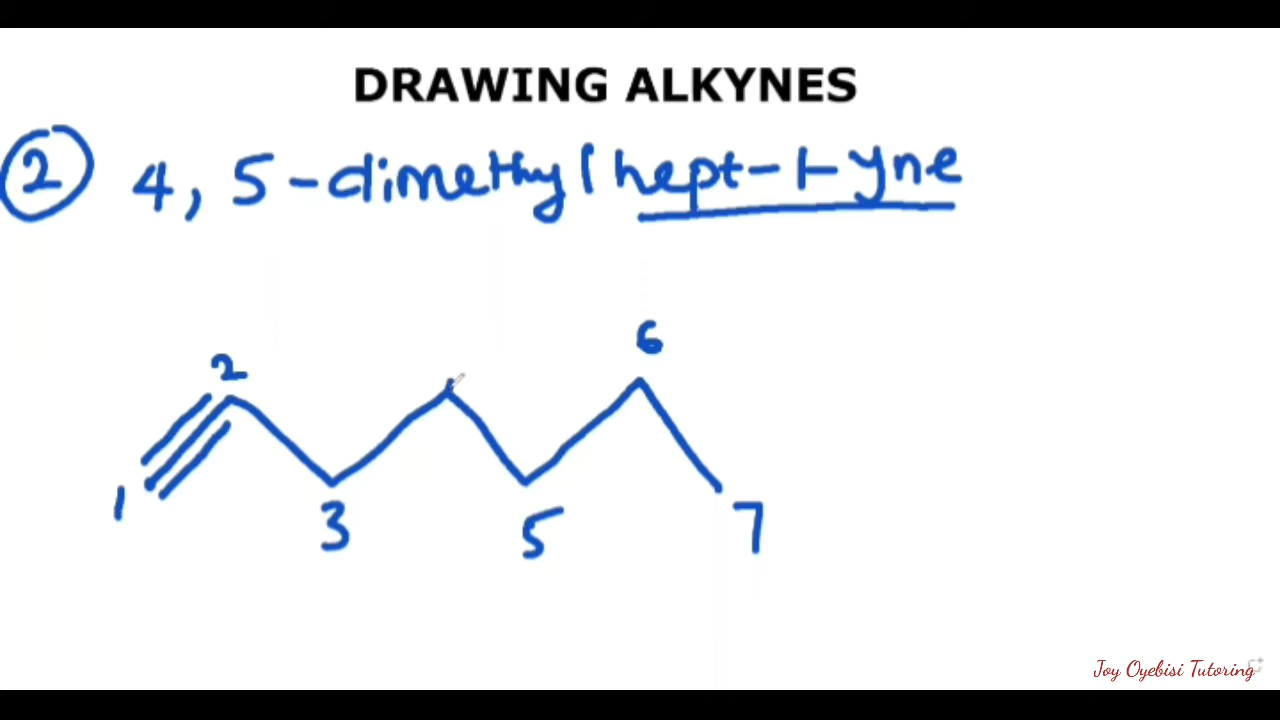 DRAWING ALKYNES
2 4, 5-dimethylhept-1-yne
6
2
1 3 5 7
Joy Oyebisi Tutoring